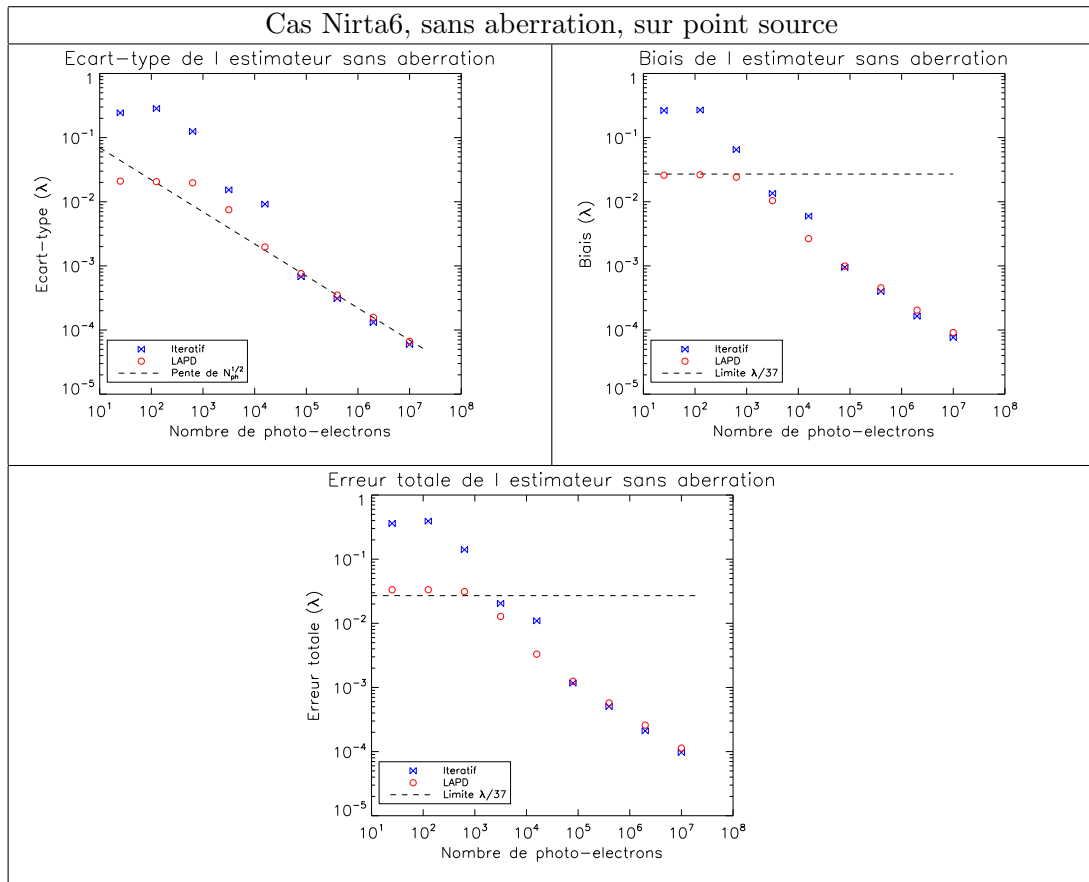 Cas Nirta6, sans aberration, sur point source
Ecart-type de l estimateur sans aberration
Ecart-type (λ)
1
10^-1
10^-2
10^-3
10^-4
10^-5
Iteratif
LAPD
Pente de N_ph^1/2
10^1 10^2 10^3 10^4 10^5 10^6 10^7 10^8
Nombre de photo-electrons
Biais de l estimateur sans aberration
Biais (λ)
1
10^-1
10^-2
10^-3
10^-4
10^-5
Iteratif
LAPD
Limite λ/37
10^1 10^2 10^3 10^4 10^5 10^6 10^7 10^8
Nombre de photo-electrons
Erreur totale de l estimateur sans aberration
Erreur totale (λ)
1
10^-1
10^-2
10^-3
10^-4
10^-5
Iteratif
LAPD
Limite λ/37
10^1 10^2 10^3 10^4 10^5 10^6 10^7 10^8
Nombre de photo-electrons